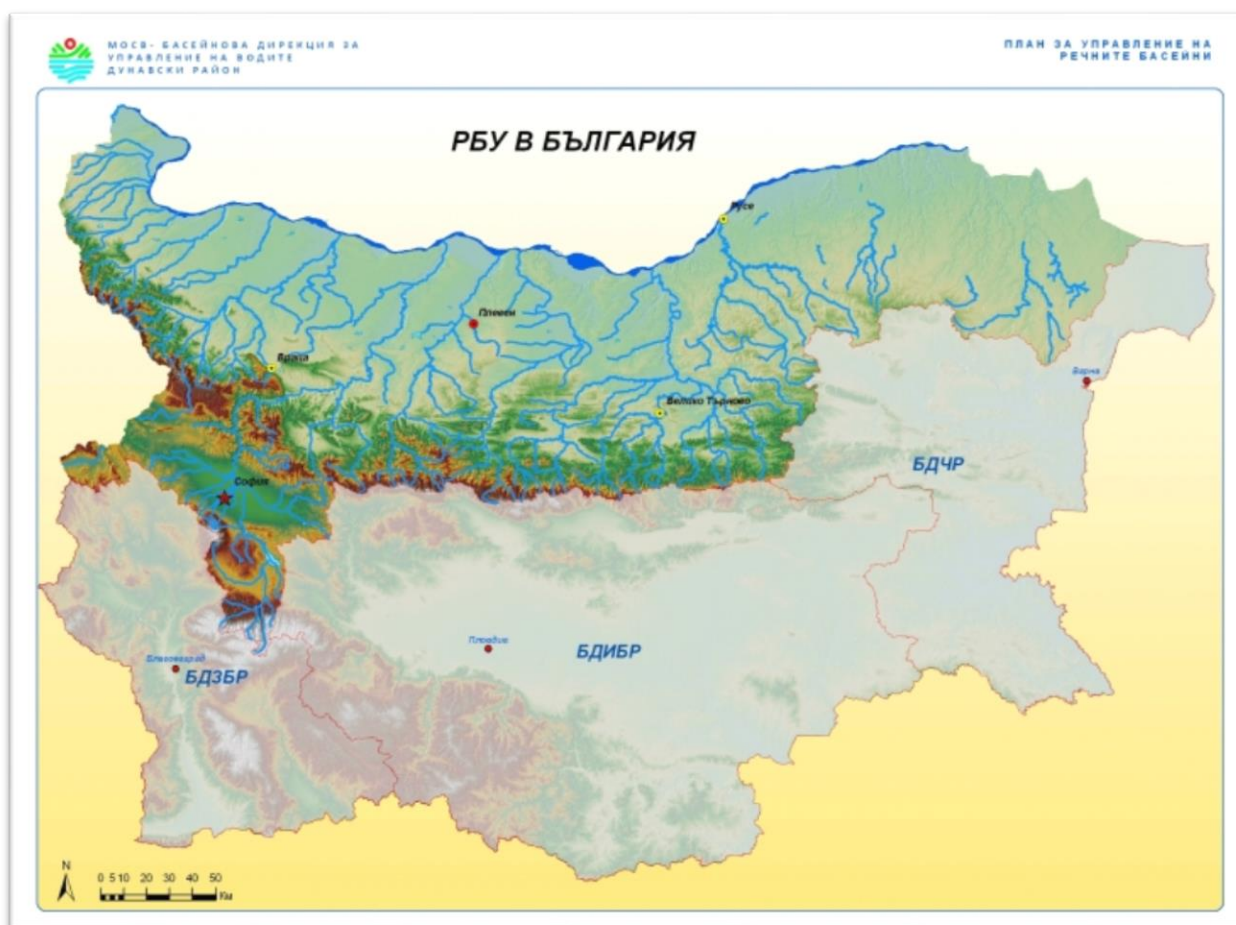 МОСВ- БАСЕЙНОВА ДИРЕКЦИЯ ЗА
УПРАВЛЕНИЕ НА ВОДИТЕ
ДУНАВСКИ РАЙОН
ПЛАН ЗА УПРАВЛЕНИЕ НА
РЕЧНИТЕ БАСЕЙНИ
РБУ В БЪЛГАРИЯ
Русе
Плевен
Враца
Варна
Велико Търново
БДЧР
София
Пловдив
БДИБР
Благоевград
БДЗБР
N
0 5 10 20 30 40 50
Км